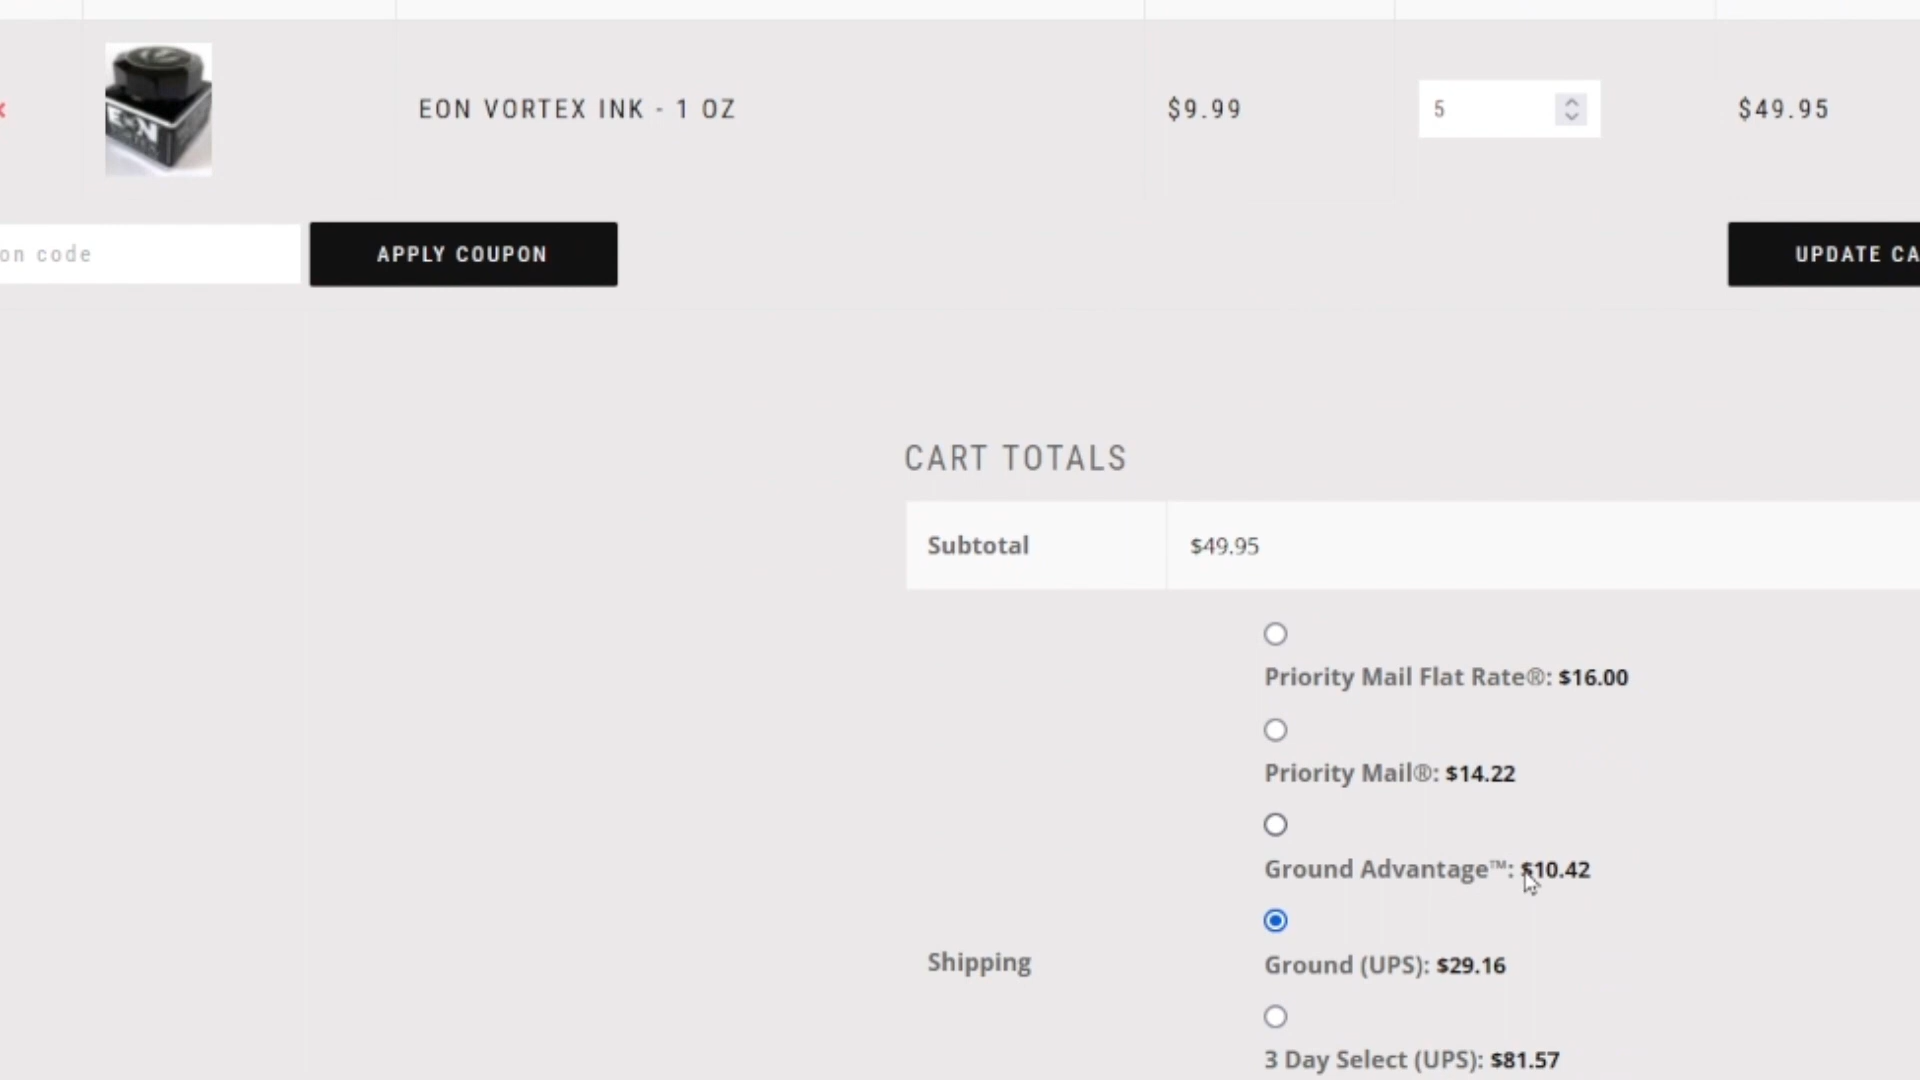 EON VORTEX INK - 1 OZ
$9.99
5
$49.95
EON
on code
APPLY COUPON
UPDATE CA
CART TOTALS
Subtotal
$49.95
Priority Mail Flat Rate®: $16.00
Priority Mail®: $14.22
Ground Advantage™: $10.42
Shipping
Ground (UPS): $29.16
3 Day Select (UPS): $81.57